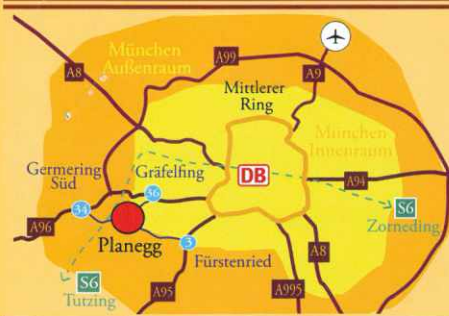 München
Außenraum
A99
A8
A9
Mittlerer
Ring
München
Innenraum
Germering
Süd
Gräfelfing
DB
A94
36
34
A96
S6
Zorneding
Planegg
3
Fürstenried
A8
S6
Tutzing
A95
A995